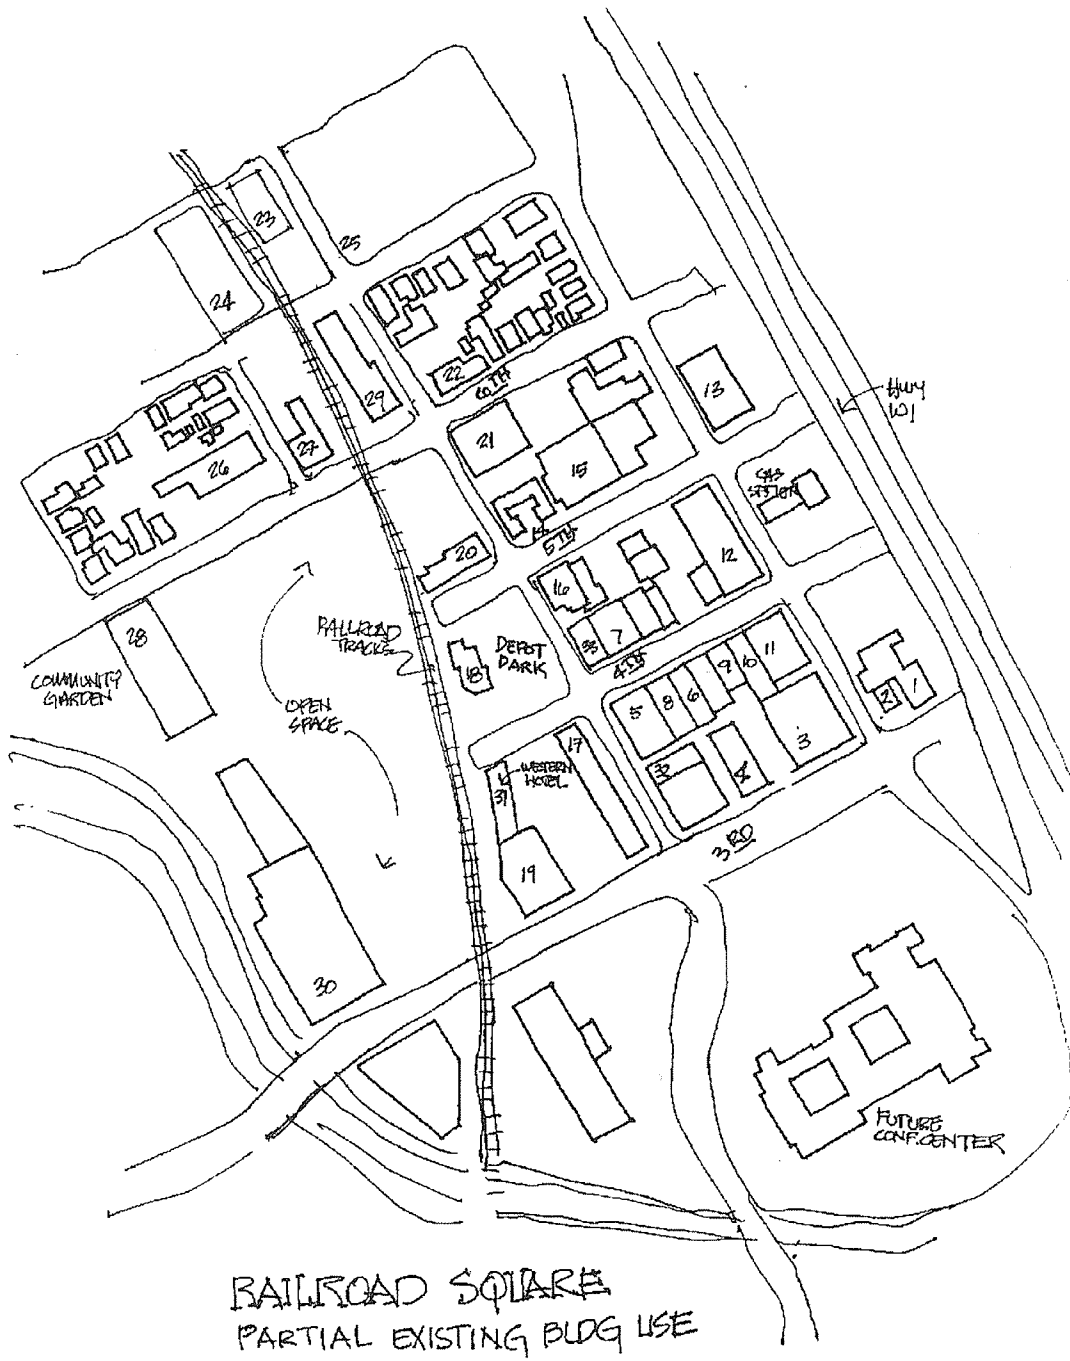 23
25
24
22
6TH
29
13
HWY
101
21
27
26
15
GAS
STATION
14
5TH
20
12
16
28
RAILROAD
TRACKS
33
7
DEPOT
PARK
18
4TH
11
10
9
6
8
5
COMMUNITY
GARDEN
OPEN
SPACE
2
1
17
3
WESTERN
HOTEL
31
32
4
3RD
19
30
FUTURE
CONF. CENTER
RAILROAD SQUARE
PARTIAL EXISTING BLDG USE